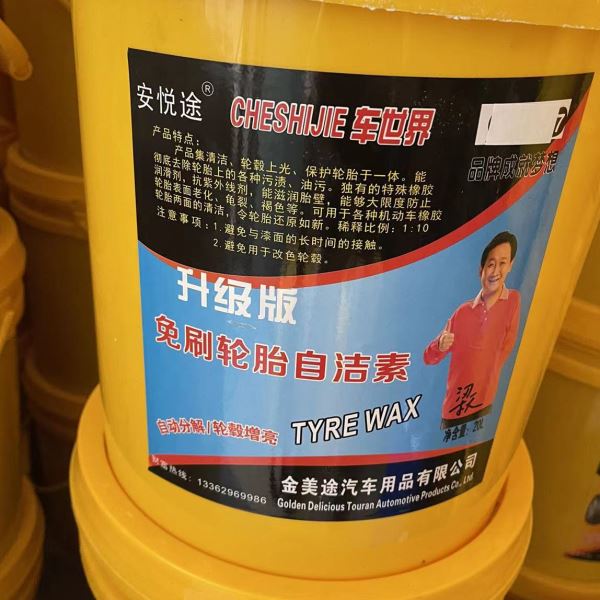 安悦途®
CHESHIJIE 车世界
品牌成就梦想
产品特点：
产品集清洁、轮毂上光、保护轮胎于一体。能
彻底去除轮胎上的各种污渍、油污。独有的特殊橡胶
润滑剂，抗紫外线剂，能滋润胎壁，能够大限度防止
轮胎表面老化、龟裂、褐色等。可用于各种机动车橡胶
轮胎两面的清洁，令轮胎还原如新。稀释比例：1:10
注意事项：1.避免与漆面的长时间的接触。
2.避免用于改色轮毂。
升级版
免刷轮胎自洁素
自动分解/轮毂增亮
TYRE WAX
净含量：20L
财富热线：13362969986
金美途汽车用品有限公司
Golden Delicious Touran Automotive Products Co., Ltd